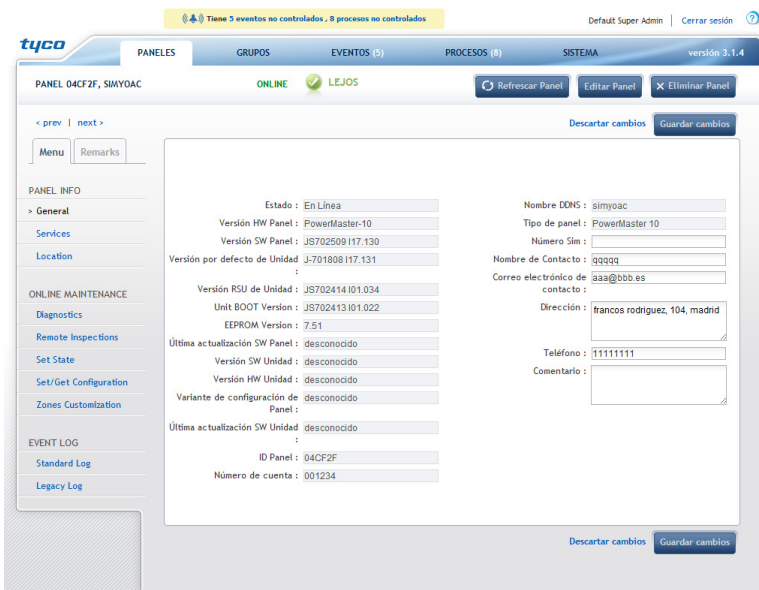 Tiene 5 eventos no controlados , 8 procesos no controlados
Default Super Admin | Cerrar sesión ?
tyco
PANELES GRUPOS EVENTOS (5) PROCESOS (8) SISTEMA versión 3.1.4
PANEL 04CF2F, SIMYOAC ONLINE LEJOS Refrescar Panel Editar Panel X Eliminar Panel
< prev | next >
Descartar cambios Guardar cambios
Menu Remarks
PANEL INFO
> General
Services
Location
ONLINE MAINTENANCE
Diagnostics
Remote Inspections
Set State
Set/Get Configuration
Zones Customization
EVENT LOG
Standard Log
Legacy Log
Estado : En Línea
Versión HW Panel : PowerMaster-10
Versión SW Panel : JS702509 I17.130
Versión por defecto de Unidad : J-701808 I17.131
Versión RSU de Unidad : JS702414 I01.034
Unit BOOT Version : JS702413 I01.022
EEPROM Version : 7.51
Última actualización SW Panel : desconocido
Versión SW Unidad : desconocido
Versión HW Unidad : desconocido
Variante de configuración de Panel : desconocido
Última actualización SW Unidad : desconocido
ID Panel : 04CF2F
Número de cuenta : 001234
Nombre DDNS : simyoac
Tipo de panel : PowerMaster 10
Número Sim :
Nombre de Contacto : qqqqq
Correo electrónico de contacto : aaa@bbb.es
Dirección : francos rodriguez, 104, madrid
Teléfono : 11111111
Comentario :
Descartar cambios Guardar cambios